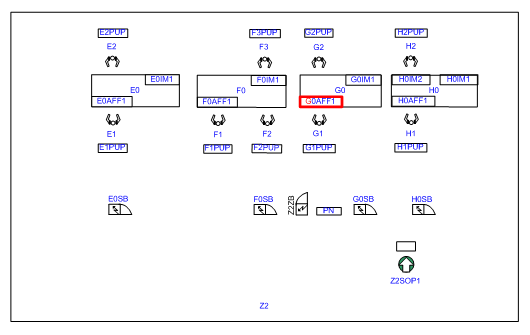 E2PUP F3PUP G2PUP H2PUP
E2 F3 G2 H2
E0IM1 F0IM1 G0IM1 H0IM2 H0IM1
E0 F0 G0 H0
E0AFF1 F0AFF1 G0AFF1 H0AFF1
E1 F1 F2 G1 H1
E1PUP F1PUP F2PUP G1PUP H1PUP
E0SB F0SB Z2ZB G0SB H0SB
PN
Z2SOP1
Z2